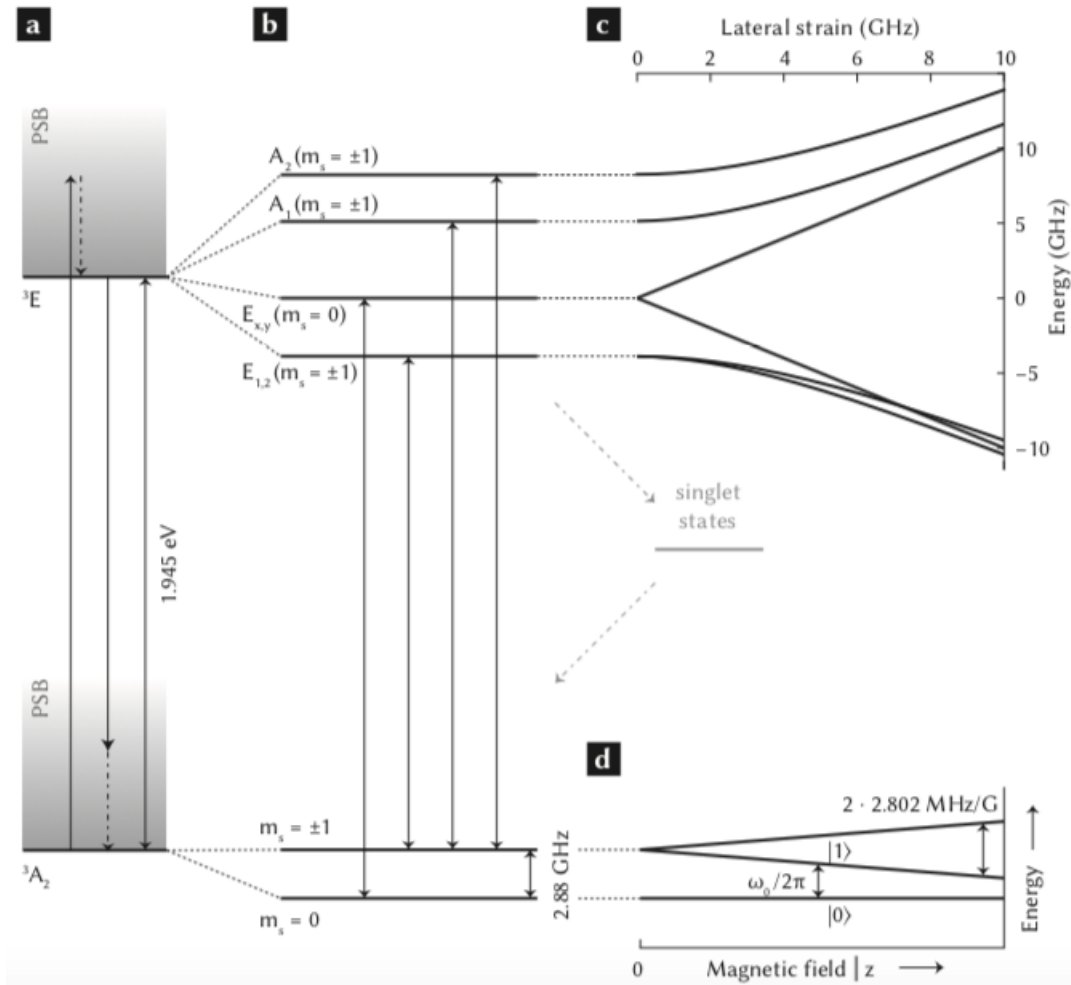 a
PSB
³E
1.945 eV
PSB
³A₂
b
A₂(mₛ = ±1)
A₁(mₛ = ±1)
Eₓ,ᵧ(mₛ = 0)
E₁,₂(mₛ = ±1)
mₛ = ±1
mₛ = 0
2.88 GHz
c
Lateral strain (GHz)
0 2 4 6 8 10
10
5
0
−5
−10
Energy (GHz)
singlet
states
d
2 · 2.802 MHz/G
|1⟩
ω₀/2π
|0⟩
Energy
0
Magnetic field | z